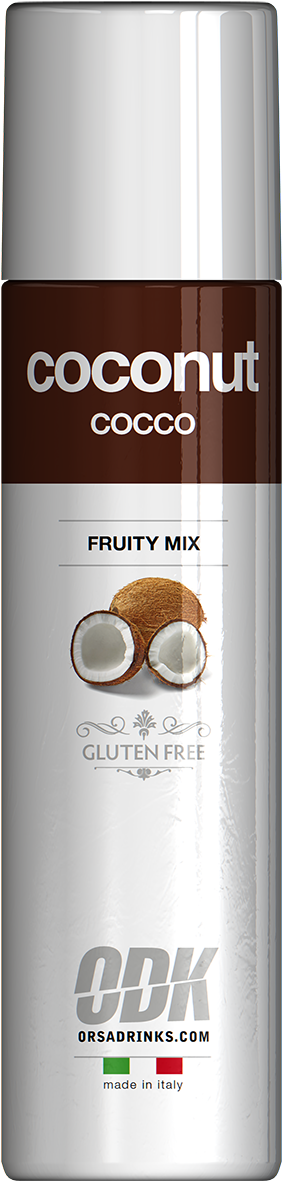 coconut
cocco
FRUITY MIX
GLUTEN FREE
ODK
ORSADRINKS.COM
made in italy